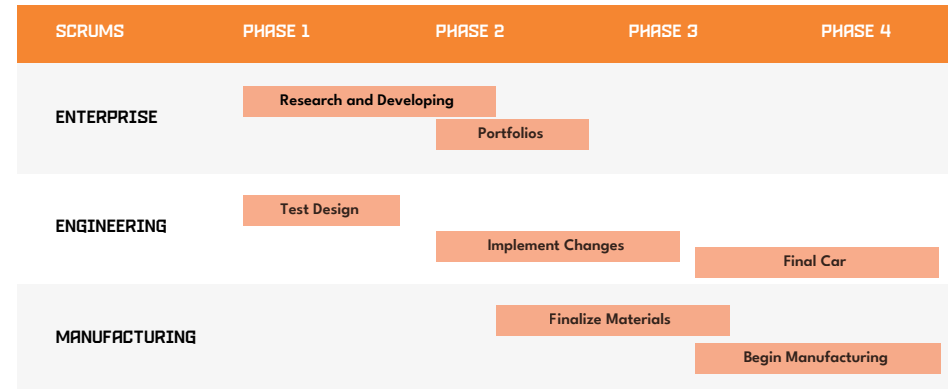 SCRUMS PHASE 1 PHASE 2 PHASE 3 PHASE 4
ENTERPRISE
Research and Developing
Portfolios
ENGINEERING
Test Design
Implement Changes
Final Car
MANUFACTURING
Finalize Materials
Begin Manufacturing